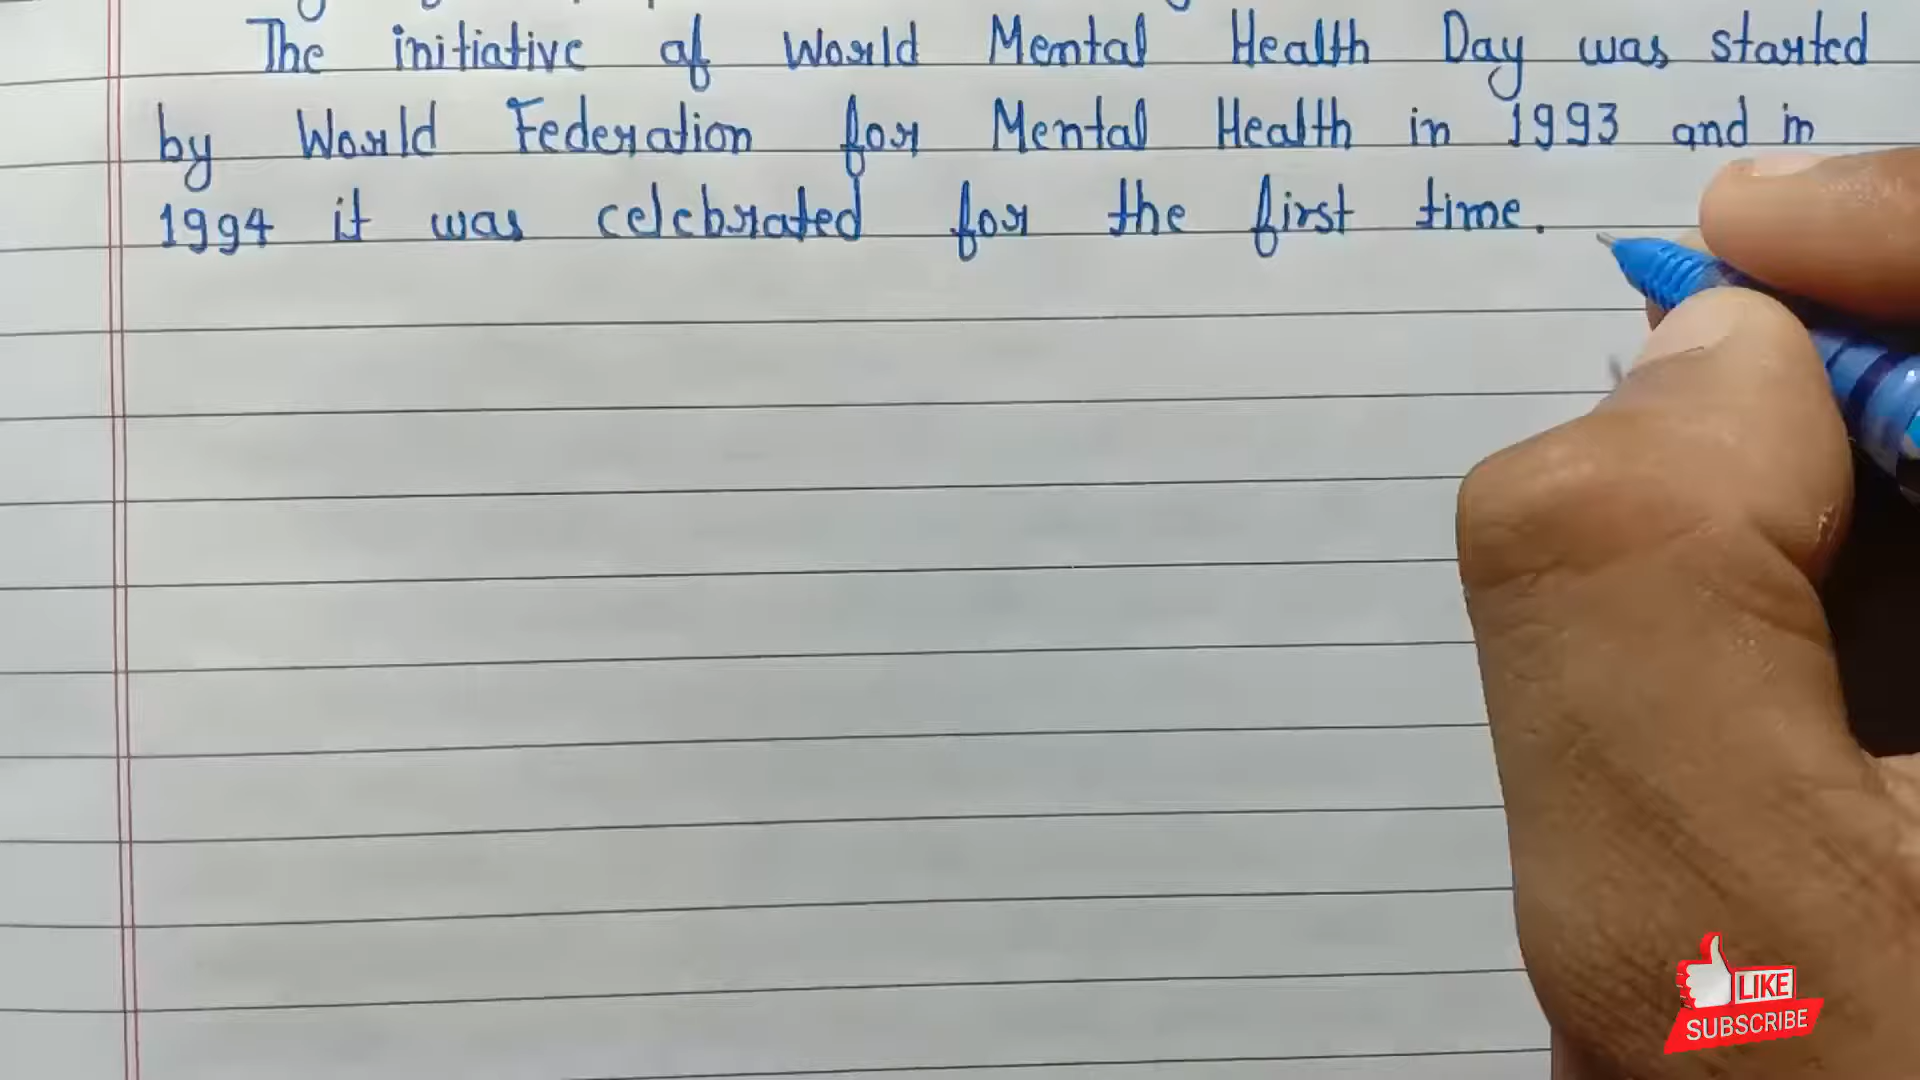 The initiative of World Mental Health Day was started
by World Federation for Mental Health in 1993 and in
1994 it was celebrated for the first time.
LIKE
SUBSCRIBE